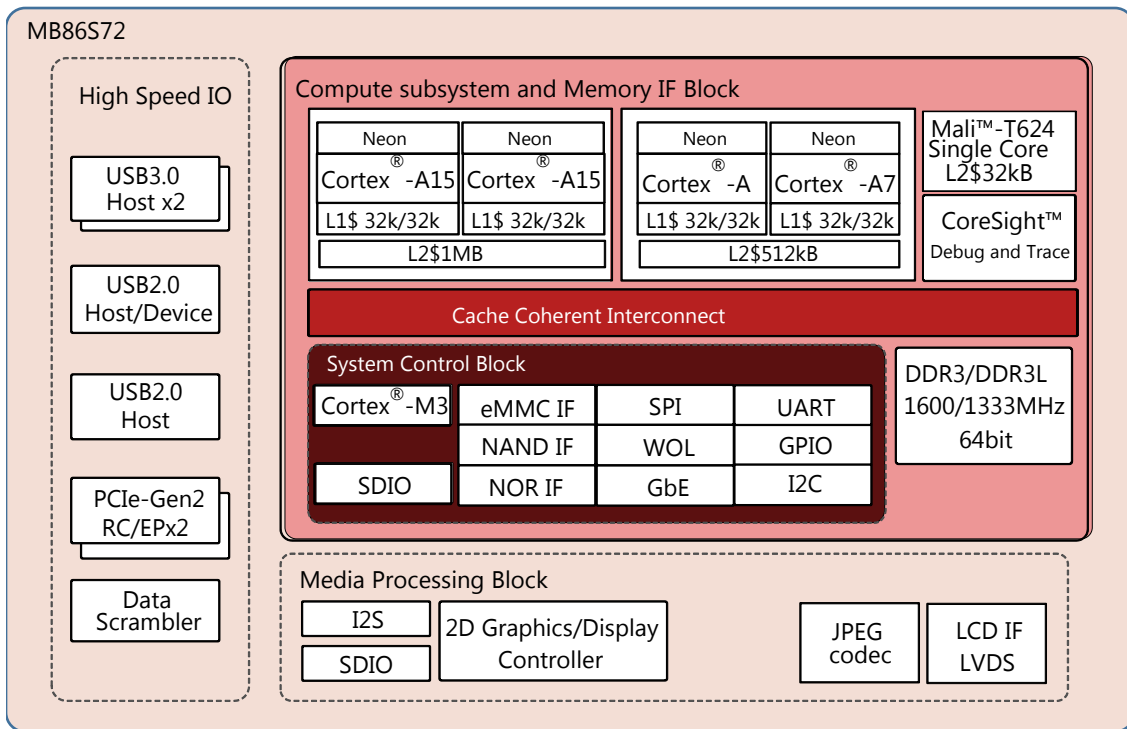 MB86S72
High Speed IO
USB3.0
Host x2
USB2.0
Host/Device
USB2.0
Host
PCIe-Gen2
RC/EPx2
Data
Scrambler
Compute subsystem and Memory IF Block
Neon
Cortex®-A15
L1$ 32k/32k
Neon
Cortex®-A15
L1$ 32k/32k
L2$1MB
Neon
Cortex®-A
L1$ 32k/32k
Neon
Cortex®-A7
L1$ 32k/32k
L2$512kB
Mali™-T624
Single Core
L2$32kB
CoreSight™
Debug and Trace
Cache Coherent Interconnect
System Control Block
Cortex®-M3
SDIO
eMMC IF
SPI
UART
NAND IF
WOL
GPIO
NOR IF
GbE
I2C
DDR3/DDR3L
1600/1333MHz
64bit
Media Processing Block
I2S
SDIO
2D Graphics/Display
Controller
JPEG
codec
LCD IF
LVDS